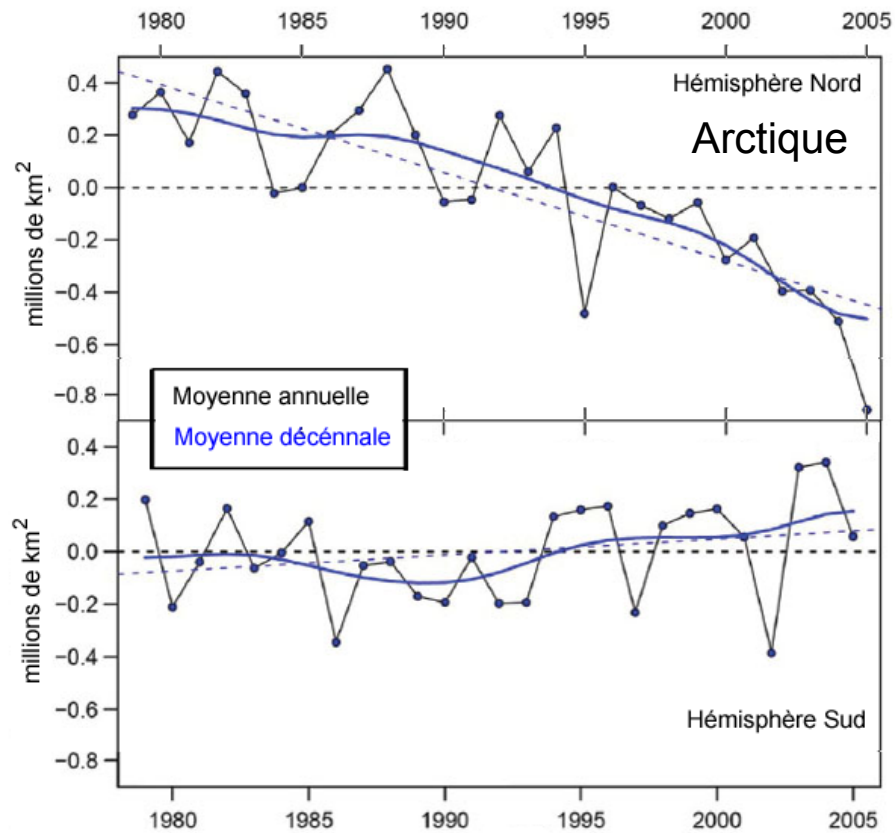 1980 1985 1990 1995 2000 2005
Hémisphère Nord
Arctique
0.4
0.2
0.0
−0.2
−0.4
−0.6
−0.8
millions de km²
Moyenne annuelle
Moyenne décénnale
0.4
0.2
0.0
−0.2
−0.4
−0.6
−0.8
millions de km²
Hémisphère Sud
1980 1985 1990 1995 2000 2005